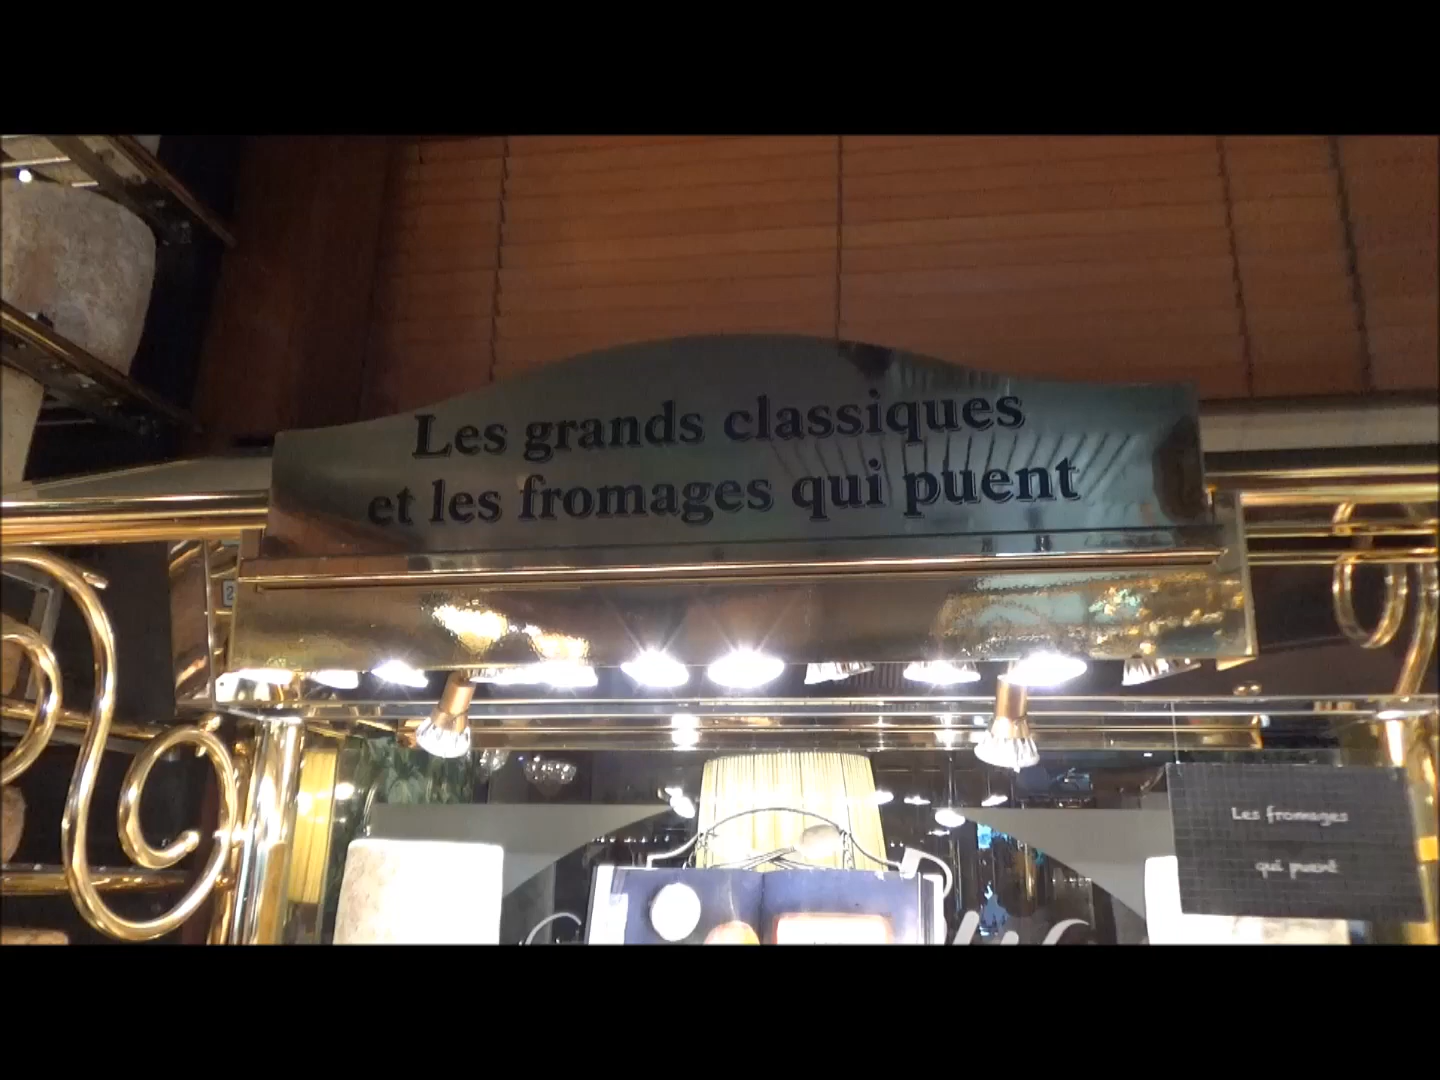 Les grands classiques
et les fromages qui puent
Les fromages
qui puent